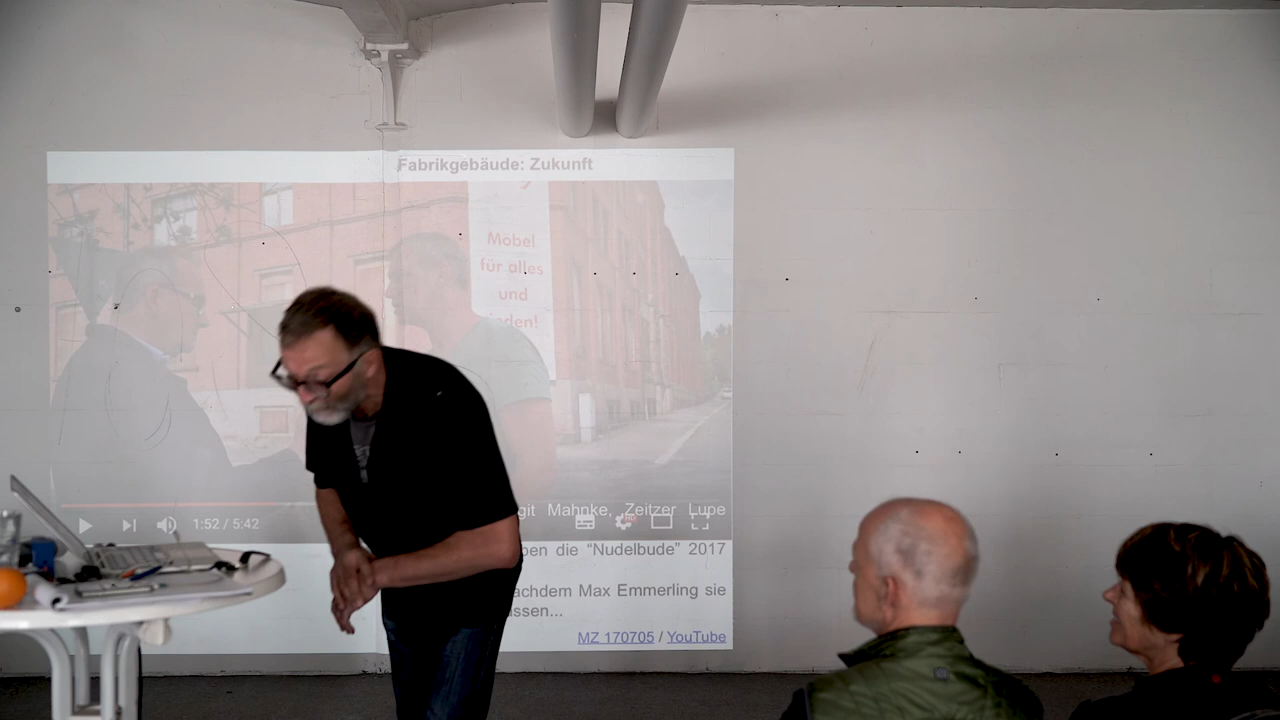 Fabrikgebäude: Zukunft
Möbel
für alles
und
1:52 / 5:42
Mahnke, Zeitzer Lupe
die “Nudelbude” 2017
Max Emmerling sie
MZ 170705 / YouTube